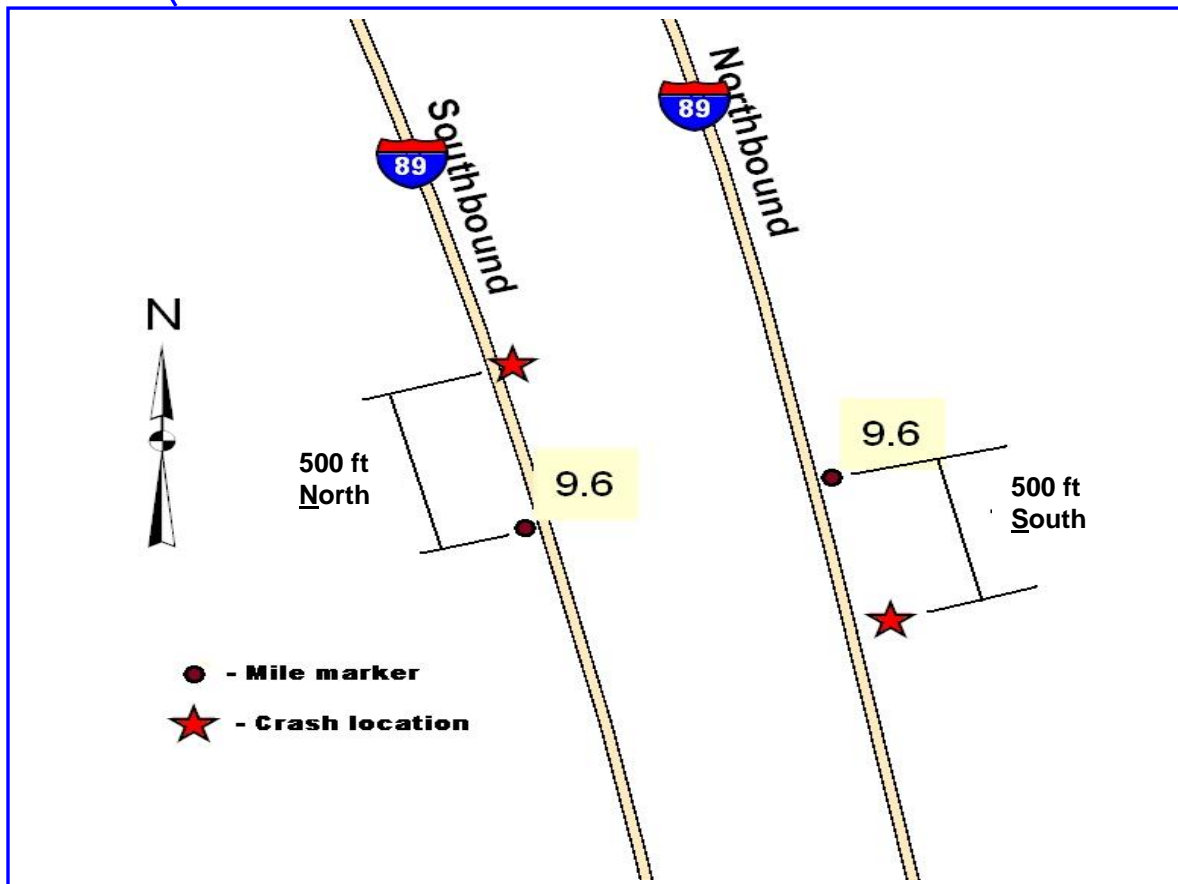 Northbound
89
Southbound
89
N
9.6
500 ft
North
9.6
500 ft
South
- Mile marker
- Crash location